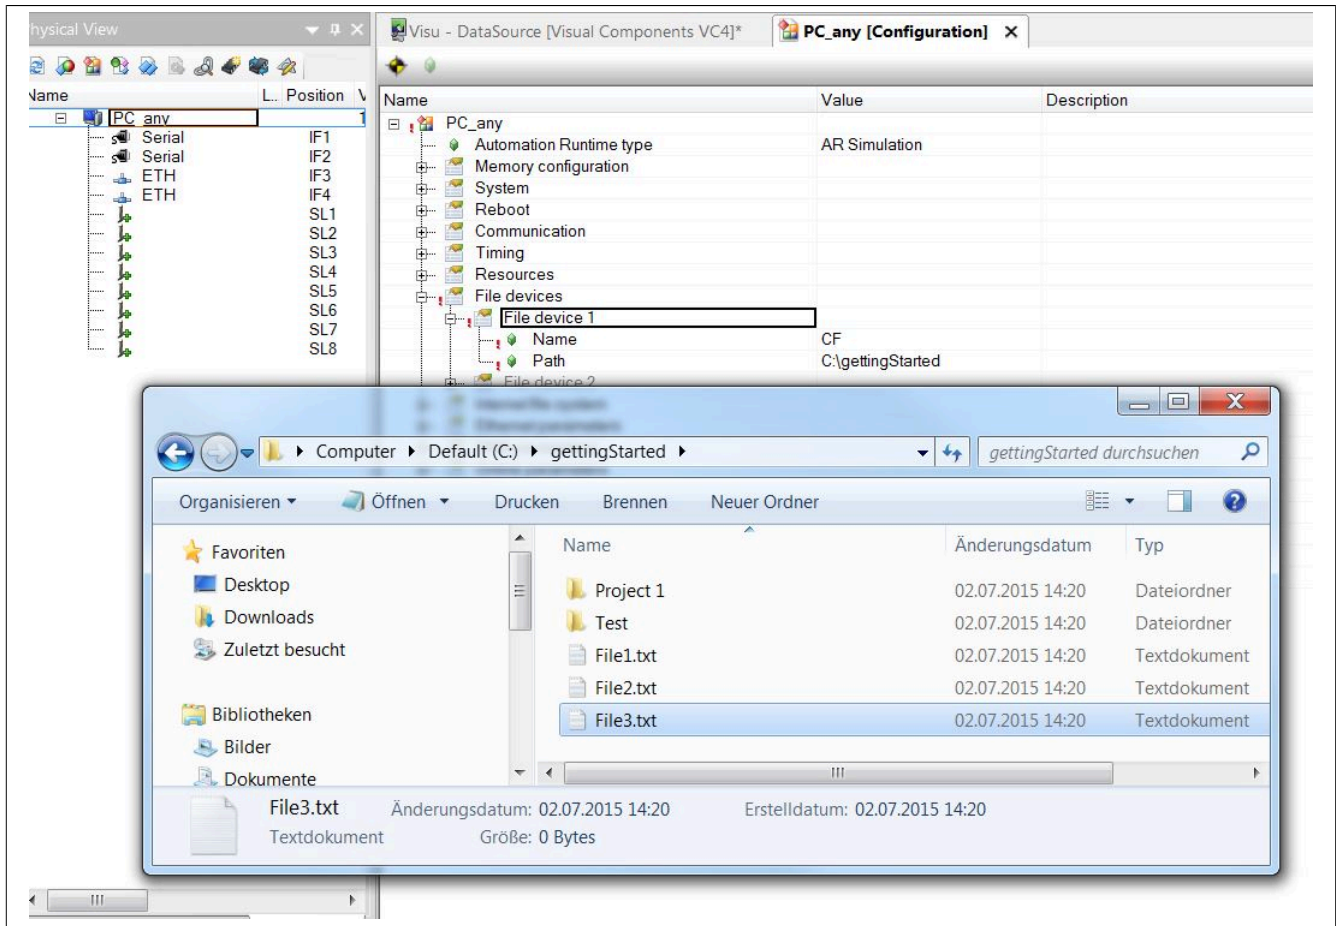 Physical View
Name L.. Position V
PC_any 1
Serial IF1
Serial IF2
ETH IF3
ETH IF4
SL1
SL2
SL3
SL4
SL5
SL6
SL7
SL8
Visu - DataSource [Visual Components VC4]*
PC_any [Configuration]
Name Value Description
PC_any
Automation Runtime type AR Simulation
Memory configuration
System
Reboot
Communication
Timing
Resources
File devices
File device 1
Name CF
Path C:\gettingStarted
File device 2
Computer Default (C:) gettingStarted
gettingStarted durchsuchen
Organisieren Öffnen Drucken Brennen Neuer Ordner
Favoriten
Desktop
Downloads
Zuletzt besucht
Bibliotheken
Bilder
Dokumente
Name Änderungsdatum Typ
Project 1 02.07.2015 14:20 Dateiordner
Test 02.07.2015 14:20 Dateiordner
File1.txt 02.07.2015 14:20 Textdokument
File2.txt 02.07.2015 14:20 Textdokument
File3.txt 02.07.2015 14:20 Textdokument
File3.txt Änderungsdatum: 02.07.2015 14:20 Erstelldatum: 02.07.2015 14:20
Textdokument Größe: 0 Bytes